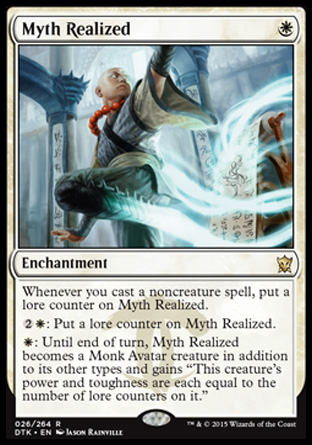 Myth Realized
Enchantment
Whenever you cast a noncreature spell, put a
lore counter on Myth Realized.
2: Put a lore counter on Myth Realized.
: Until end of turn, Myth Realized
becomes a Monk Avatar creature in addition
to its other types and gains “This creature’s
power and toughness are each equal to the
number of lore counters on it.”
026/264 R
DTK • EN Jason Rainville
™ & © 2015 Wizards of the Coast